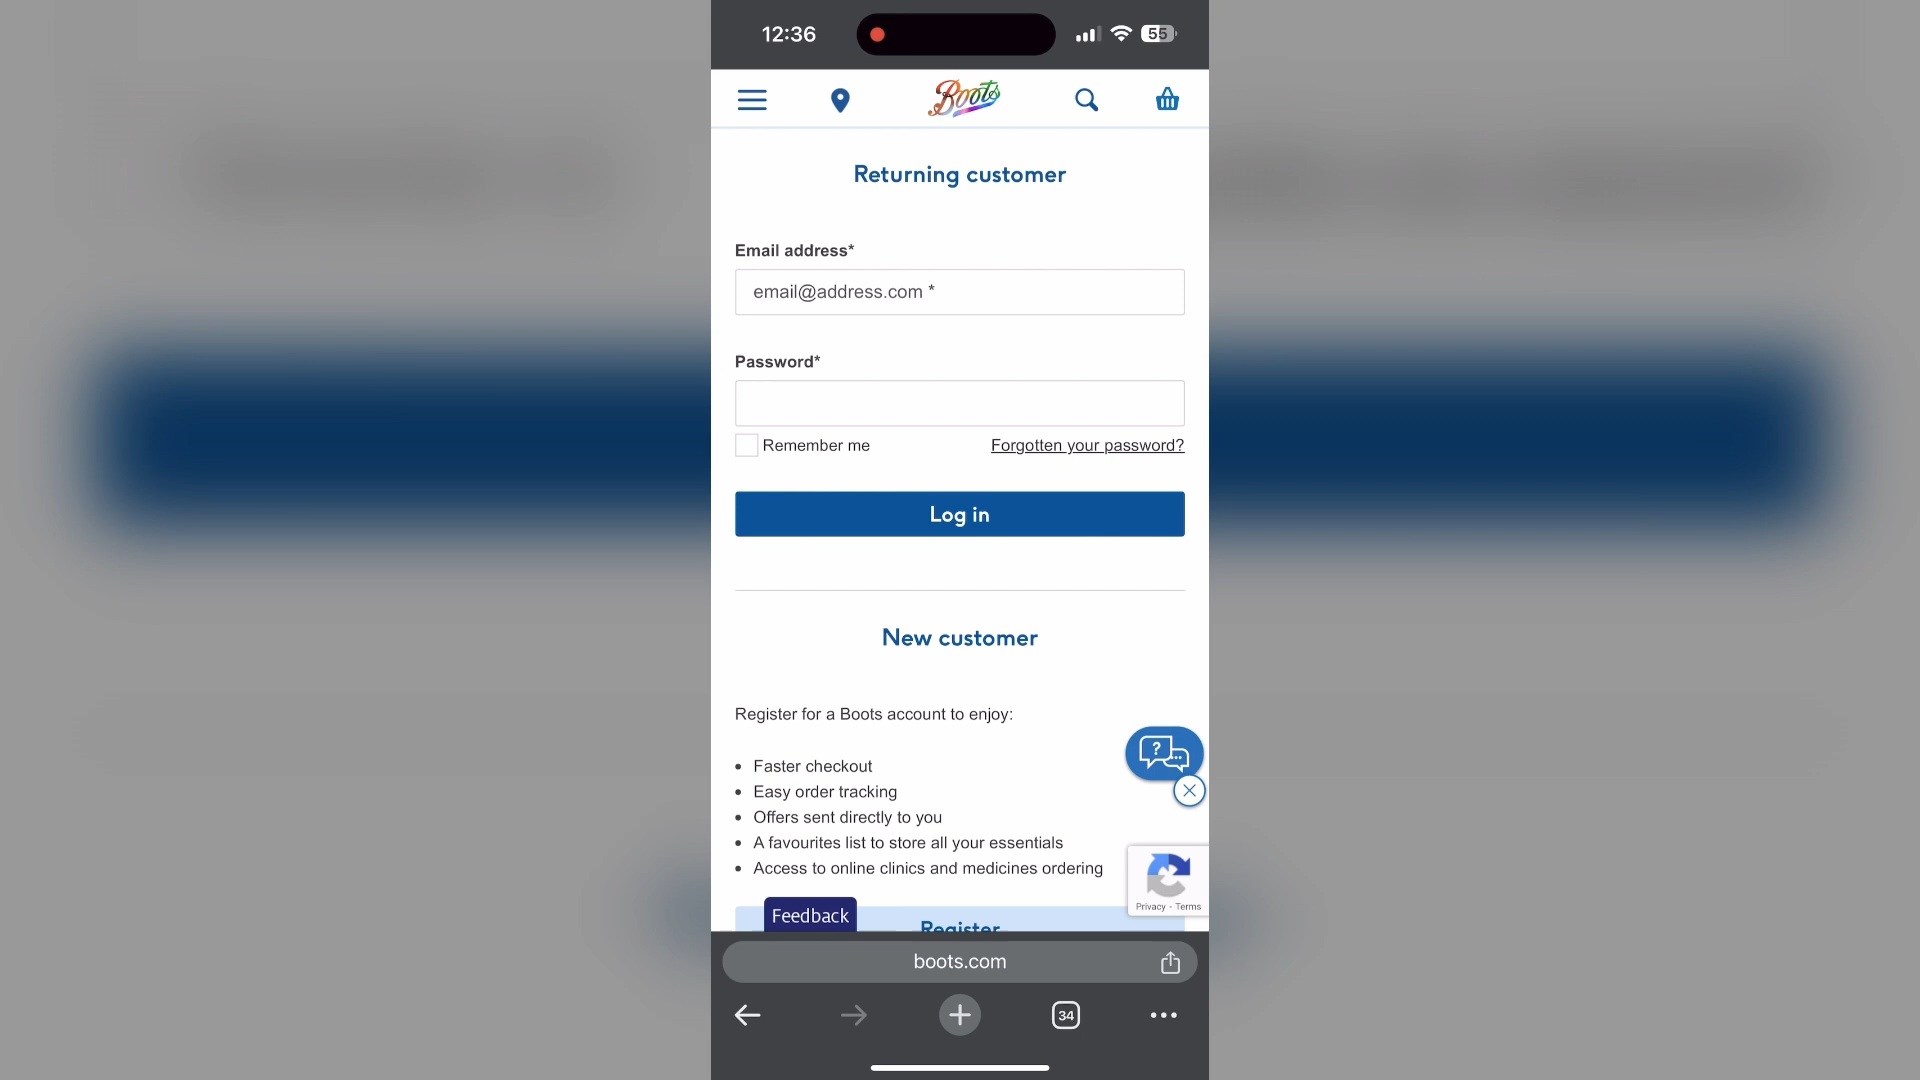 12:36
55
Boots
Returning customer
Email address*
email@address.com *
Password*
Remember me
Forgotten your password?
Log in
New customer
Register for a Boots account to enjoy:
Faster checkout
Easy order tracking
Offers sent directly to you
A favourites list to store all your essentials
Access to online clinics and medicines ordering
Privacy - Terms
Feedback
Register
boots.com
34